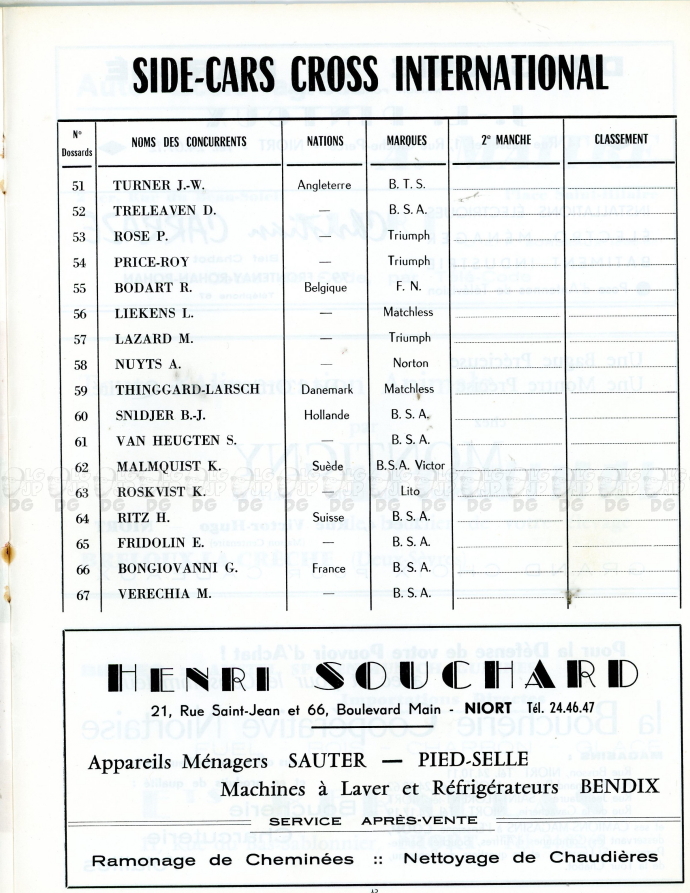 SIDE-CARS CROSS INTERNATIONAL
N° Dossards NOMS DES CONCURRENTS NATIONS MARQUES 2e MANCHE CLASSEMENT
51 TURNER J.-W. Angleterre B. T. S.
52 TRELEAVEN D. — B. S. A.
53 ROSE P. — Triumph
54 PRICE-ROY — Triumph
55 BODART R. Belgique F. N.
56 LIEKENS L. — Matchless
57 LAZARD M. — Triumph
58 NUYTS A. — Norton
59 THINGGARD-LARSCH Danemark Matchless
60 SNIDJER B.-J. Hollande B. S. A.
61 VAN HEUGTEN S. — B. S. A.
62 MALMQUIST K. Suède B.S.A. Victor
63 ROSKVIST K. — Lito
64 RITZ H. Suisse B. S. A.
65 FRIDOLIN E. — B. S. A.
66 BONGIOVANNI G. France B. S. A.
67 VERECHIA M. — B. S. A.
HENRI SOUCHARD
21, Rue Saint-Jean et 66, Boulevard Main - NIORT Tél. 24.46.47
Appareils Ménagers SAUTER — PIED-SELLE
Machines à Laver et Réfrigérateurs BENDIX
SERVICE APRÈS-VENTE
Ramonage de Cheminées :: Nettoyage de Chaudières